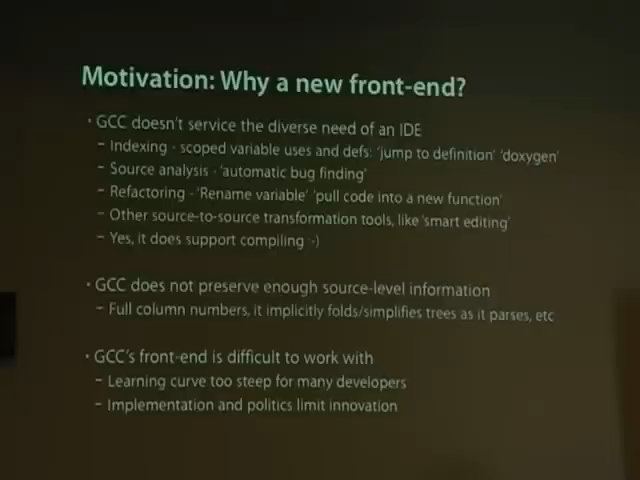 Motivation: Why a new front-end?
• GCC doesn't service the diverse need of an IDE
– Indexing - scoped variable uses and defs: 'jump to definition' 'doxygen'
– Source analysis - 'automatic bug finding'
– Refactoring - 'Rename variable' 'pull code into a new function'
– Other source-to-source transformation tools, like 'smart editing'
– Yes, it does support compiling :-)
• GCC does not preserve enough source-level information
– Full column numbers, it implicitly folds/simplifies trees as it parses, etc
• GCC's front-end is difficult to work with
– Learning curve too steep for many developers
– Implementation and politics limit innovation